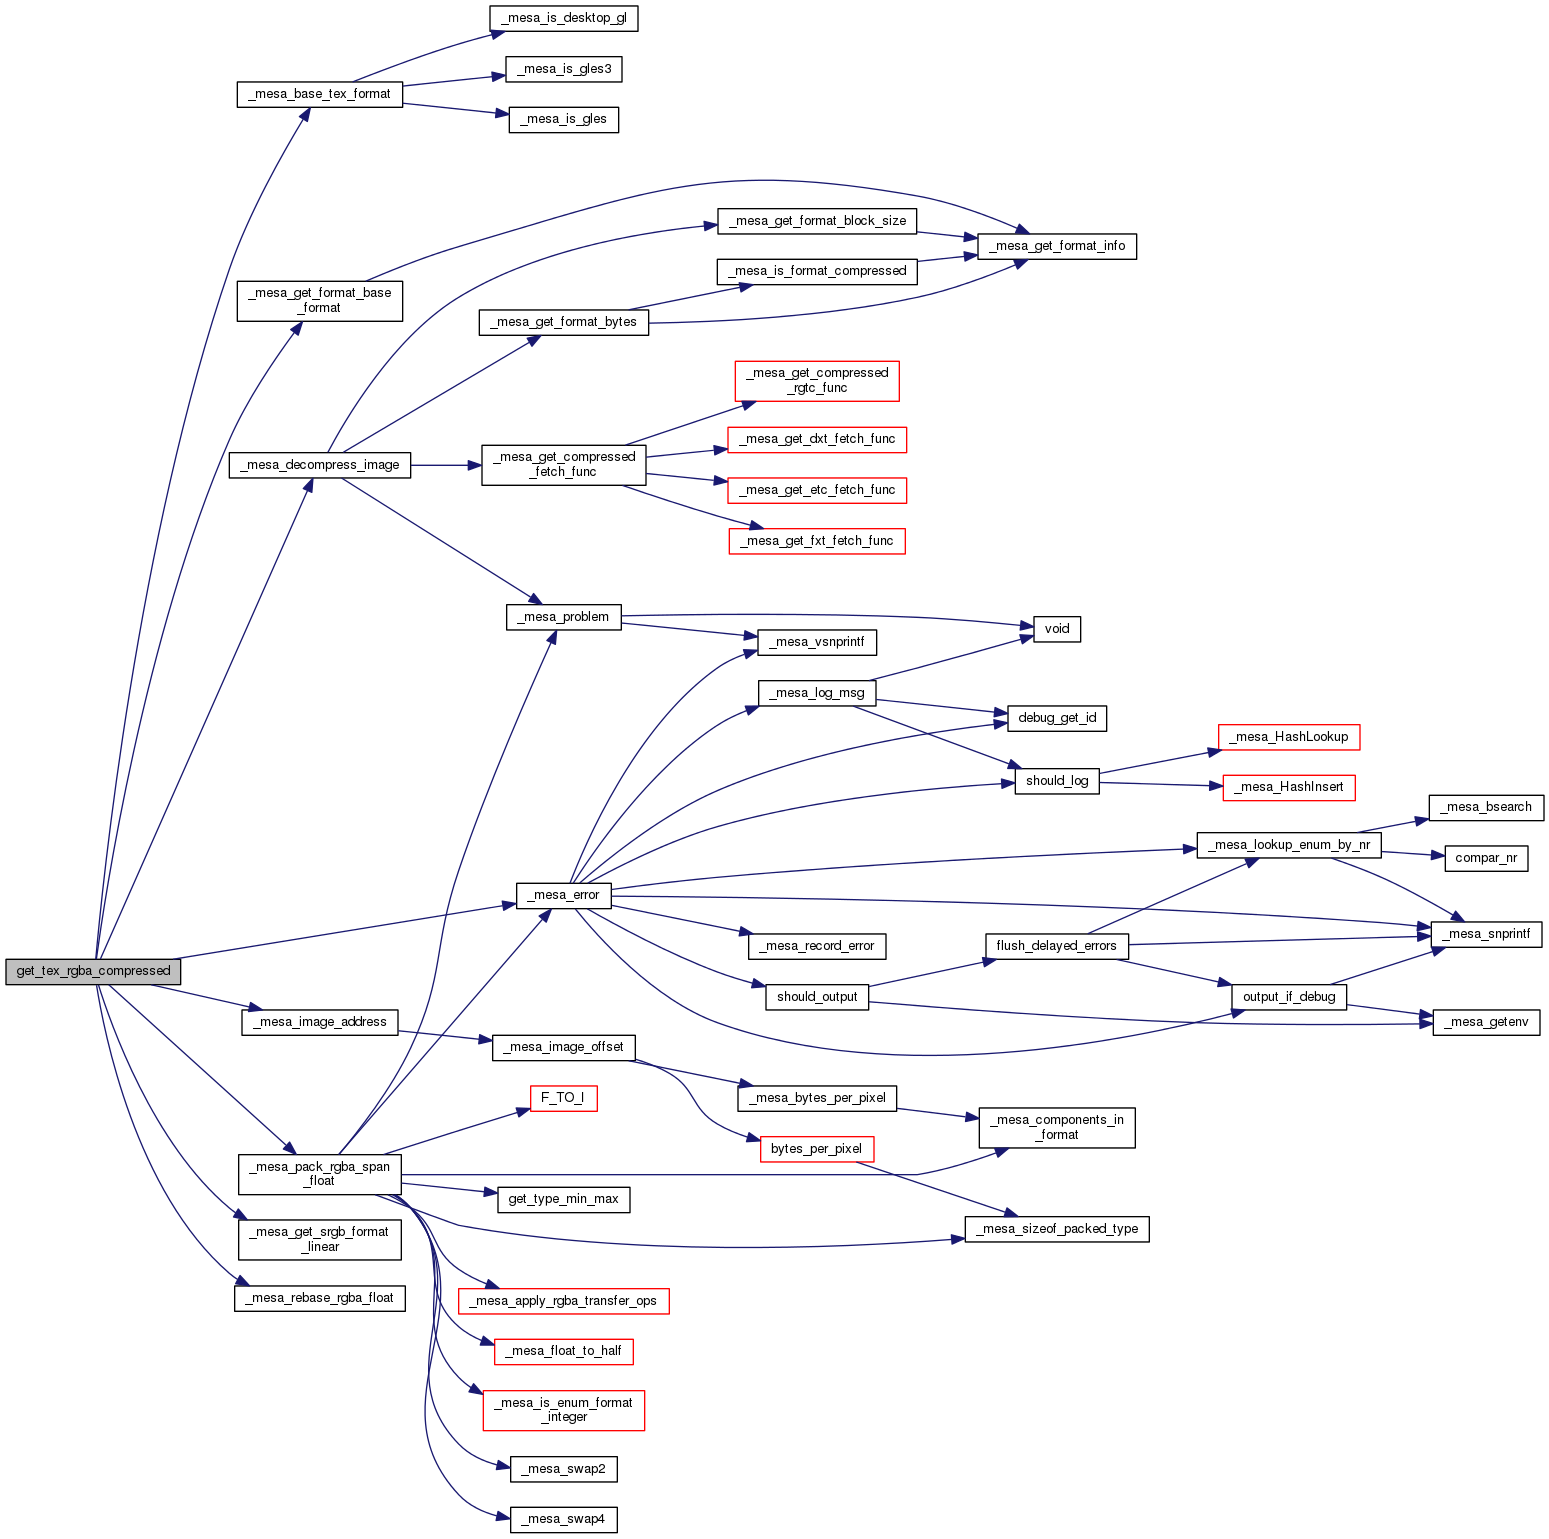 _mesa_is_desktop_gl
_mesa_is_gles3
_mesa_base_tex_format
_mesa_is_gles
_mesa_get_format_block_size
_mesa_get_format_info
_mesa_is_format_compressed
_mesa_get_format_base
_format
_mesa_get_format_bytes
_mesa_get_compressed
_rgtc_func
_mesa_get_dxt_fetch_func
_mesa_decompress_image
_mesa_get_compressed
_fetch_func
_mesa_get_etc_fetch_func
_mesa_get_fxt_fetch_func
_mesa_problem
void
_mesa_vsnprintf
_mesa_log_msg
debug_get_id
_mesa_HashLookup
should_log
_mesa_HashInsert
_mesa_bsearch
_mesa_lookup_enum_by_nr
compar_nr
_mesa_error
_mesa_snprintf
_mesa_record_error
flush_delayed_errors
get_tex_rgba_compressed
should_output
output_if_debug
_mesa_image_address
_mesa_getenv
_mesa_image_offset
F_TO_I
_mesa_bytes_per_pixel
_mesa_components_in
_format
bytes_per_pixel
_mesa_pack_rgba_span
_float
get_type_min_max
_mesa_sizeof_packed_type
_mesa_get_srgb_format
_linear
_mesa_rebase_rgba_float
_mesa_apply_rgba_transfer_ops
_mesa_float_to_half
_mesa_is_enum_format
_integer
_mesa_swap2
_mesa_swap4